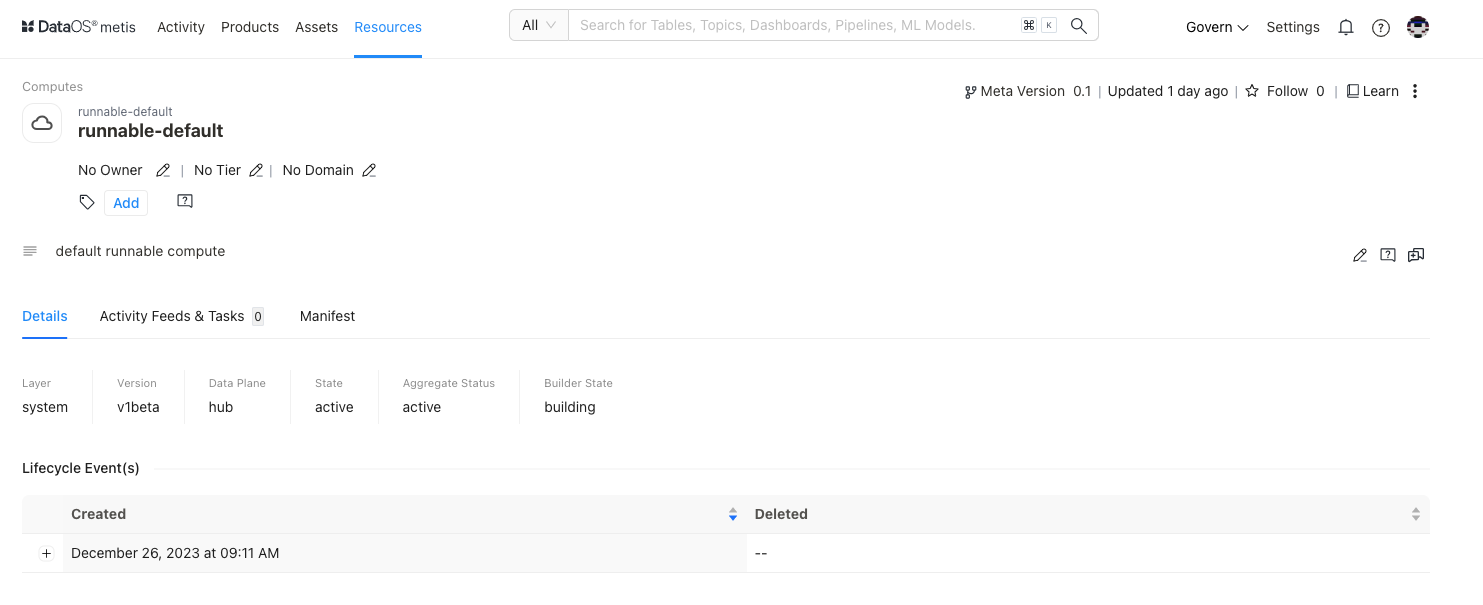 DataOS® metis Activity Products Assets Resources All Search for Tables, Topics, Dashboards, Pipelines, ML Models. ⌘ K Govern Settings
Computes
Meta Version 0.1 | Updated 1 day ago | Follow 0 | Learn
runnable-default
runnable-default
No Owner | No Tier | No Domain
Add
default runnable compute
Details Activity Feeds & Tasks 0 Manifest
Layer Version Data Plane State Aggregate Status Builder State
system v1beta hub active active building
Lifecycle Event(s)
Created Deleted
+ December 26, 2023 at 09:11 AM --